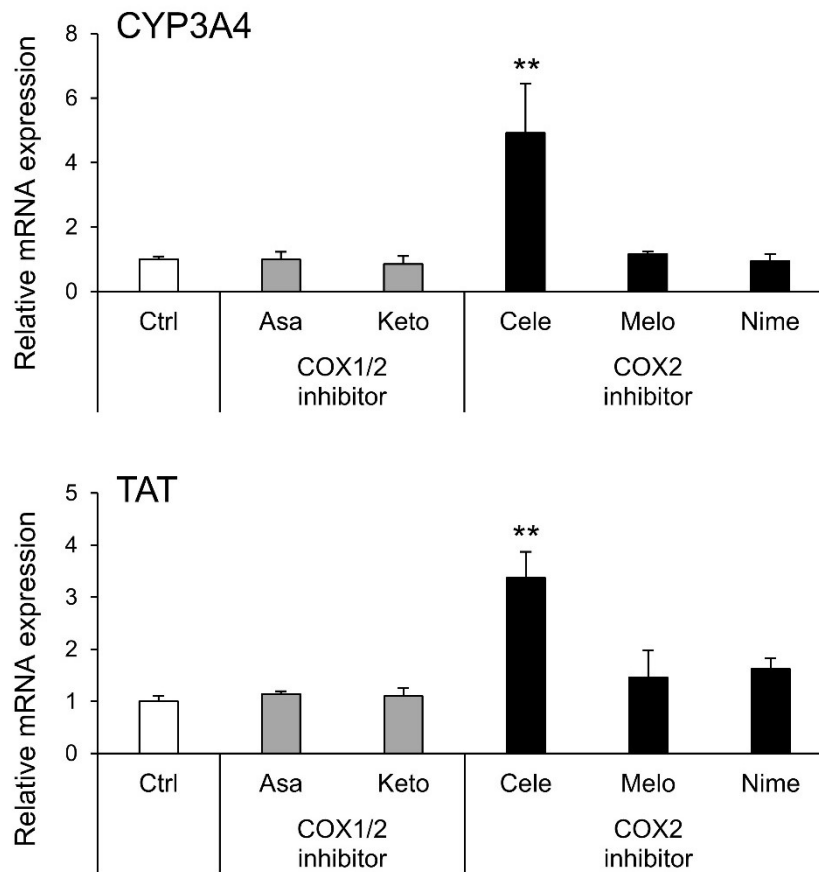 CYP3A4
Relative mRNA expression
8
**
6
4
2
0
Ctrl Asa Keto Cele Melo Nime
COX1/2 COX2
inhibitor inhibitor
TAT
Relative mRNA expression
5
**
4
3
2
1
0
Ctrl Asa Keto Cele Melo Nime
COX1/2 COX2
inhibitor inhibitor